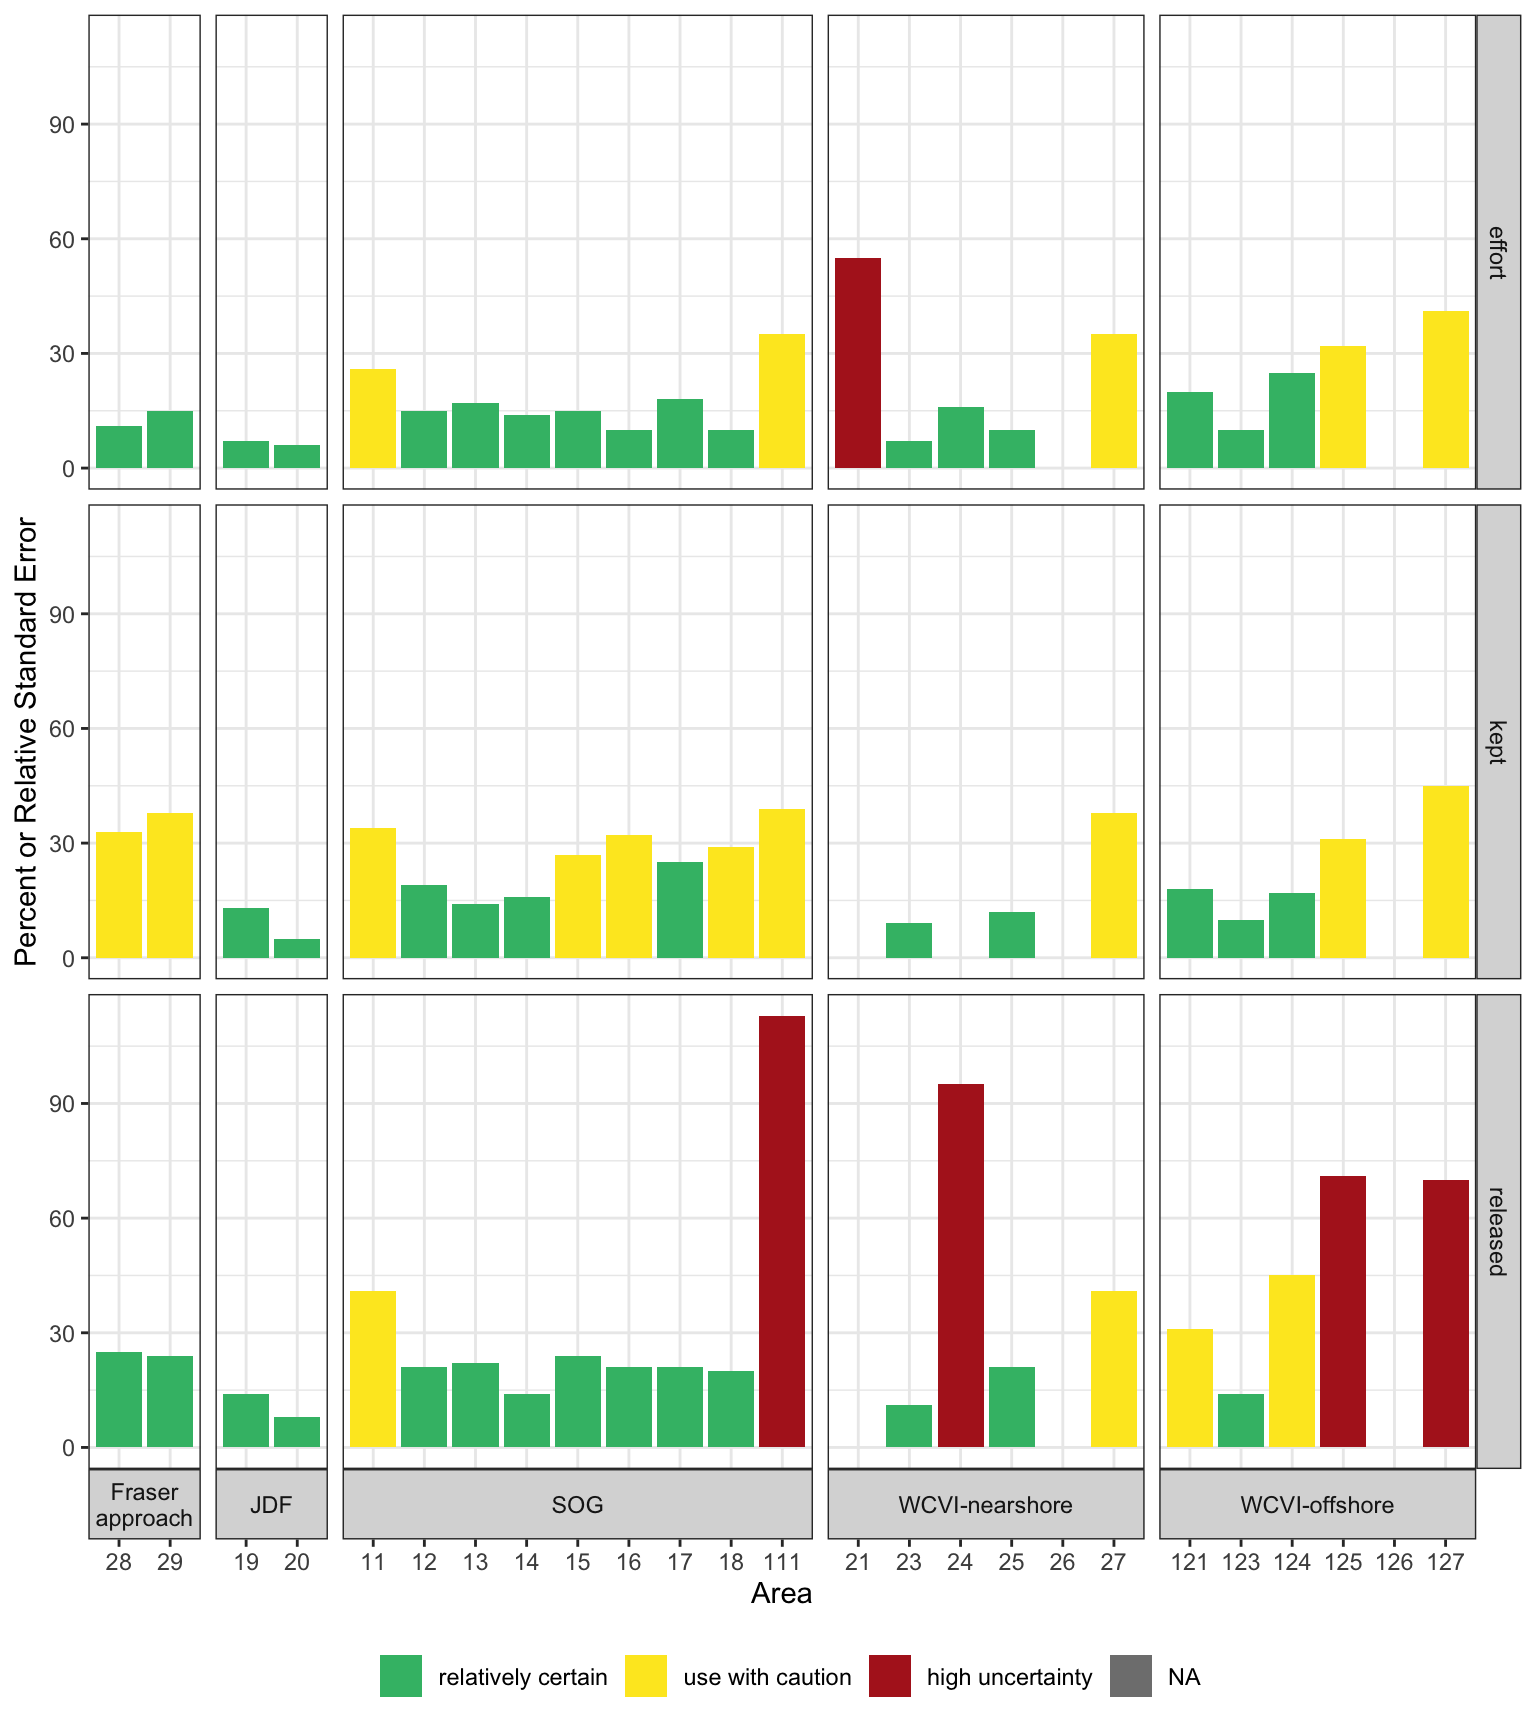 90
60
30
0
effort
90
60
30
0
kept
90
60
30
0
released
Percent or Relative Standard Error
Fraser
approach
JDF
SOG
WCVI-nearshore
WCVI-offshore
28 29 19 20 11 12 13 14 15 16 17 18 111 21 23 24 25 26 27 121 123 124 125 126 127
Area
relatively certain use with caution high uncertainty NA